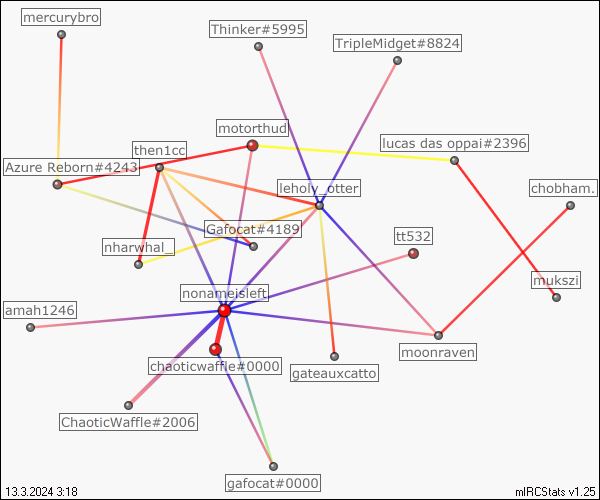 mercurybro
Thinker#5995
TripleMidget#8824
motorthud
then1cc
lucas das oppai#2396
Azure Reborn#4243
leholy_otter
chobham.
Gafocat#4189
tt532
nharwhal_
nonameisleft
mukszi
amah1246
moonraven
chaoticwaffle#0000
gateauxcatto
ChaoticWaffle#2006
gafocat#0000
13.3.2024 3:18
mIRCStats v1.25